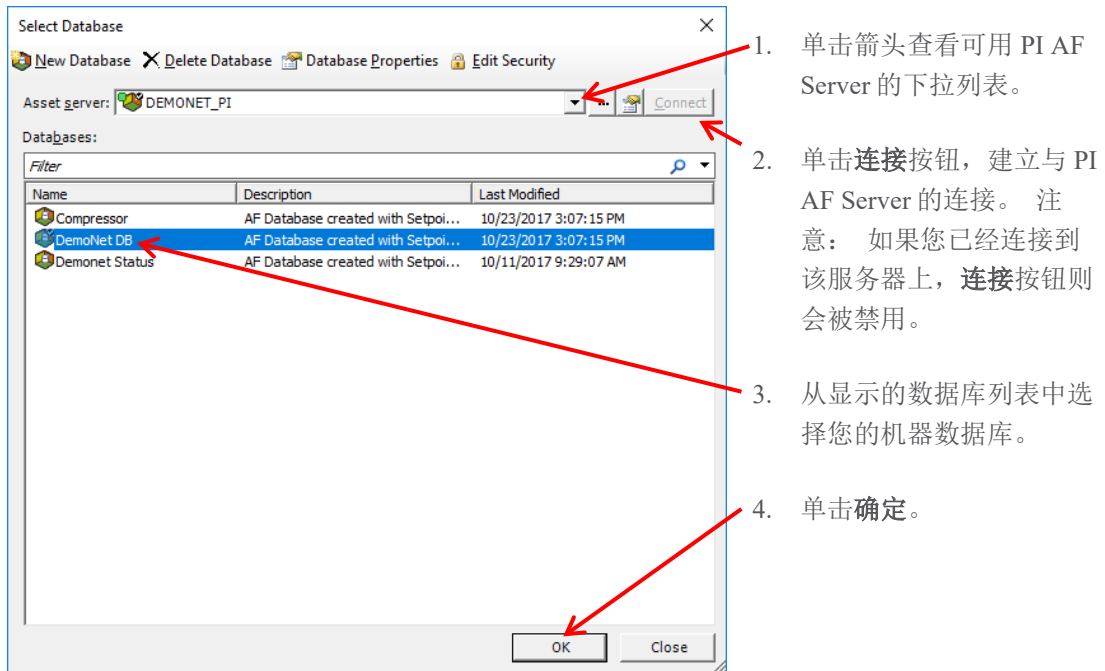 Select Database
New Database Delete Database Database Properties Edit Security
Asset server: DEMONET_PI ... Connect
Databases:
Filter
Name Description Last Modified
Compressor AF Database created with Setpoi... 10/23/2017 3:07:15 PM
DemoNet DB AF Database created with Setpoi... 10/23/2017 3:07:15 PM
Demonet Status AF Database created with Setpoi... 10/11/2017 9:29:07 AM
OK Close
1. 单击箭头查看可用 PI AF
Server 的下拉列表。
2. 单击连接按钮，建立与 PI
AF Server 的连接。 注
意： 如果您已经连接到
该服务器上，连接按钮则
会被禁用。
3. 从显示的数据库列表中选
择您的机器数据库。
4. 单击确定。